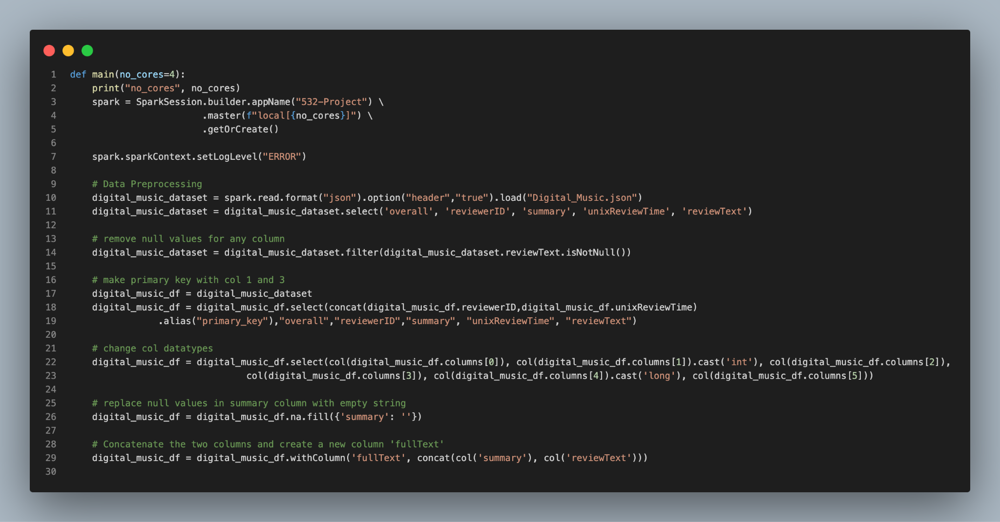 1 def main(no_cores=4):
2     print("no_cores", no_cores)
3     spark = SparkSession.builder.appName("532-Project") \
4                         .master(f"local[{no_cores}]") \
5                         .getOrCreate()
6
7     spark.sparkContext.setLogLevel("ERROR")
8
9     # Data Preprocessing
10     digital_music_dataset = spark.read.format("json").option("header","true").load("Digital_Music.json")
11     digital_music_dataset = digital_music_dataset.select('overall', 'reviewerID', 'summary', 'unixReviewTime', 'reviewText')
12
13     # remove null values for any column
14     digital_music_dataset = digital_music_dataset.filter(digital_music_dataset.reviewText.isNotNull())
15
16     # make primary key with col 1 and 3
17     digital_music_df = digital_music_dataset
18     digital_music_df = digital_music_df.select(concat(digital_music_df.reviewerID,digital_music_df.unixReviewTime)
19                 .alias("primary_key"),"overall","reviewerID","summary", "unixReviewTime", "reviewText")
20
21     # change col datatypes
22     digital_music_df = digital_music_df.select(col(digital_music_df.columns[0]), col(digital_music_df.columns[1]).cast('int'), col(digital_music_df.columns[2]),
23                                 col(digital_music_df.columns[3]), col(digital_music_df.columns[4]).cast('long'), col(digital_music_df.columns[5]))
24
25     # replace null values in summary column with empty string
26     digital_music_df = digital_music_df.na.fill({'summary': ''})
27
28     # Concatenate the two columns and create a new column 'fullText'
29     digital_music_df = digital_music_df.withColumn('fullText', concat(col('summary'), col('reviewText')))
30